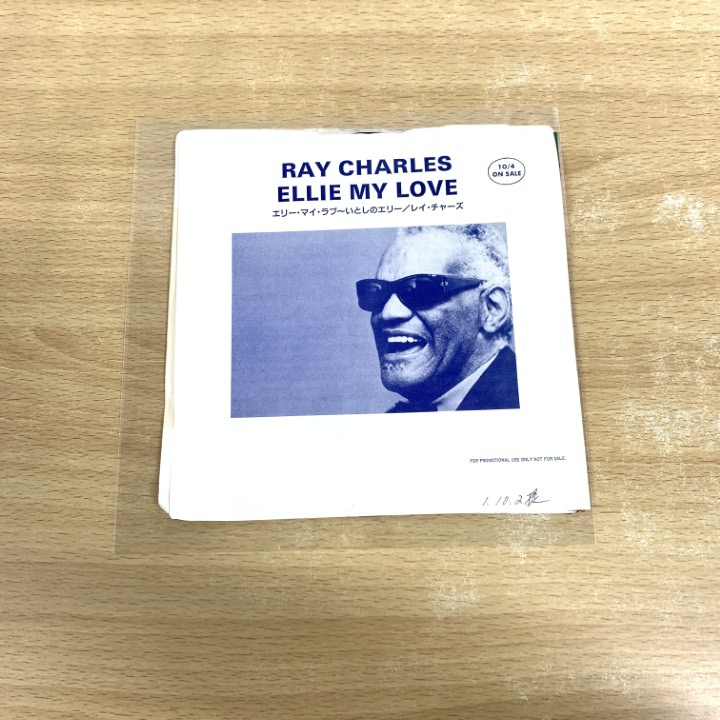 RAY CHARLES
ELLIE MY LOVE
エリー・マイ・ラブ〜いとしのエリー／レイ・チャーズ
10/4
ON SALE
FOR PROMOTIONAL USE ONLY NOT FOR SALE.
1.10.2